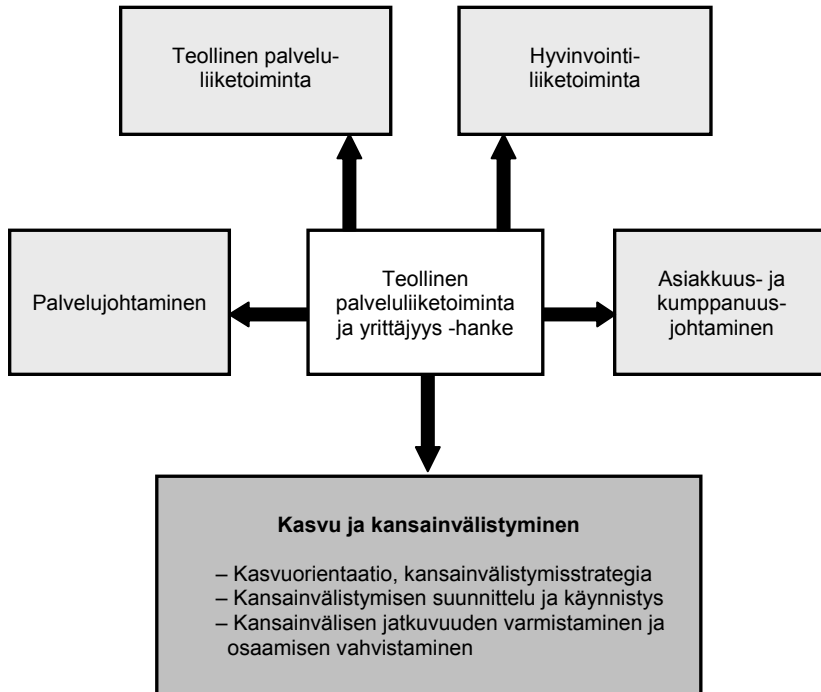 Teollinen palvelu-
liiketoiminta
Hyvinvointi-
liiketoiminta
Palvelujohtaminen
Teollinen
palveluliiketoiminta
ja yrittäjyys -hanke
Asiakkuus- ja
kumppanuus-
johtaminen
Kasvu ja kansainvälistyminen
– Kasvuorientaatio, kansainvälistymisstrategia
– Kansainvälistymisen suunnittelu ja käynnistys
– Kansainvälisen jatkuvuuden varmistaminen ja
osaamisen vahvistaminen